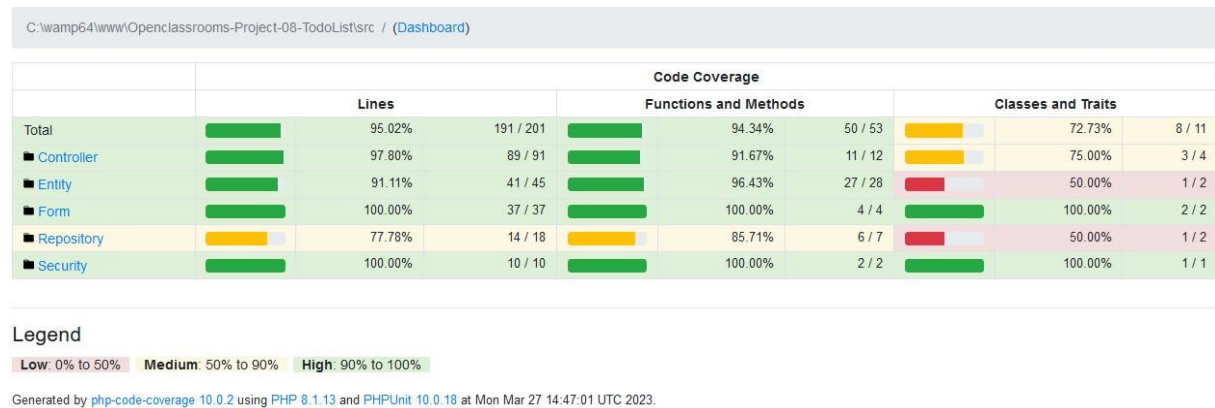 C:\wamp64\www\Openclassrooms-Project-08-TodoList\src / (Dashboard)
Code Coverage
Lines Functions and Methods Classes and Traits
Total 95.02% 191 / 201 94.34% 50 / 53 72.73% 8 / 11
Controller 97.80% 89 / 91 91.67% 11 / 12 75.00% 3 / 4
Entity 91.11% 41 / 45 96.43% 27 / 28 50.00% 1 / 2
Form 100.00% 37 / 37 100.00% 4 / 4 100.00% 2 / 2
Repository 77.78% 14 / 18 85.71% 6 / 7 50.00% 1 / 2
Security 100.00% 10 / 10 100.00% 2 / 2 100.00% 1 / 1
Legend
Low: 0% to 50% Medium: 50% to 90% High: 90% to 100%
Generated by php-code-coverage 10.0.2 using PHP 8.1.13 and PHPUnit 10.0.18 at Mon Mar 27 14:47:01 UTC 2023.